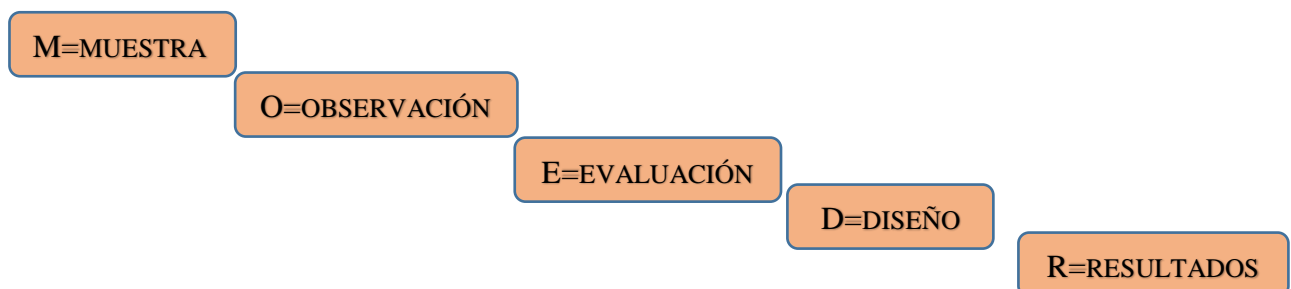 M=MUESTRA
O=OBSERVACIÓN
E=EVALUACIÓN
D=DISEÑO
R=RESULTADOS